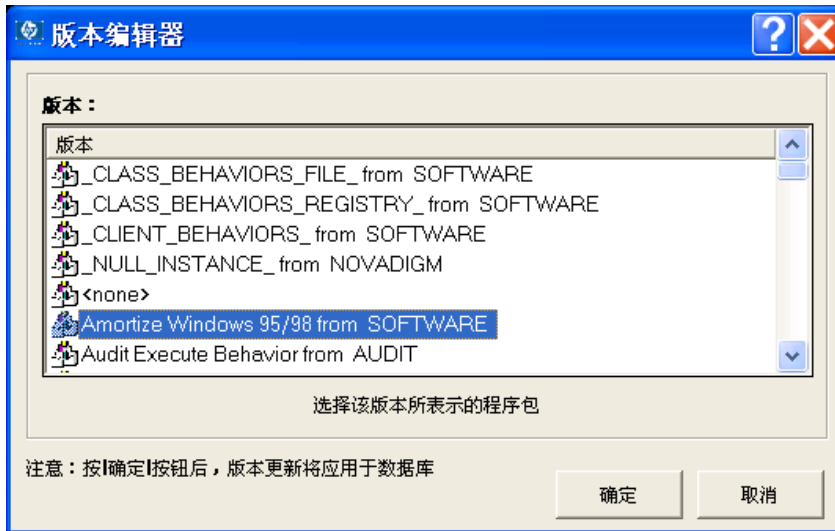 版本编辑器
版本：
版本
_CLASS_BEHAVIORS_FILE_ from SOFTWARE
_CLASS_BEHAVIORS_REGISTRY_ from SOFTWARE
_CLIENT_BEHAVIORS_ from SOFTWARE
_NULL_INSTANCE_ from NOVADIGM
<none>
Amortize Windows 95/98 from SOFTWARE
Audit Execute Behavior from AUDIT
选择该版本所表示的程序包
注意：按|确定|按钮后，版本更新将应用于数据库
确定
取消